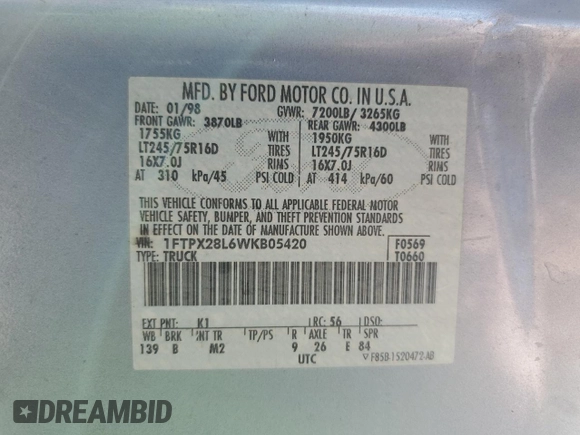 MFD. BY FORD MOTOR CO. IN U.S.A.
DATE: 01/98 GVWR: 7200LB/ 3265KG
FRONT GAWR: 3870LB REAR GAWR: 4300LB
1755KG WITH 1950KG WITH
LT245/75R16D TIRES LT245/75R16D TIRES
16X7.0J RIMS 16X7.0J RIMS
AT 310 kPa/45 PSI COLD AT 414 kPa/60 PSI COLD
THIS VEHICLE CONFORMS TO ALL APPLICABLE FEDERAL MOTOR
VEHICLE SAFETY, BUMPER, AND THEFT PREVENTION STANDARDS
IN EFFECT ON THE DATE OF MANUFACTURE SHOWN ABOVE.
VIN: 1FTPX28L6WKB05420 F0569
TYPE: TRUCK T0660
EXT PNT: K1 RC: 56 DSO:
WB BRK INT TR TP/PS R AXLE TR SPR
139 B M2 9 26 E 84
UTC F85B-1520472-AB
DREAMBID